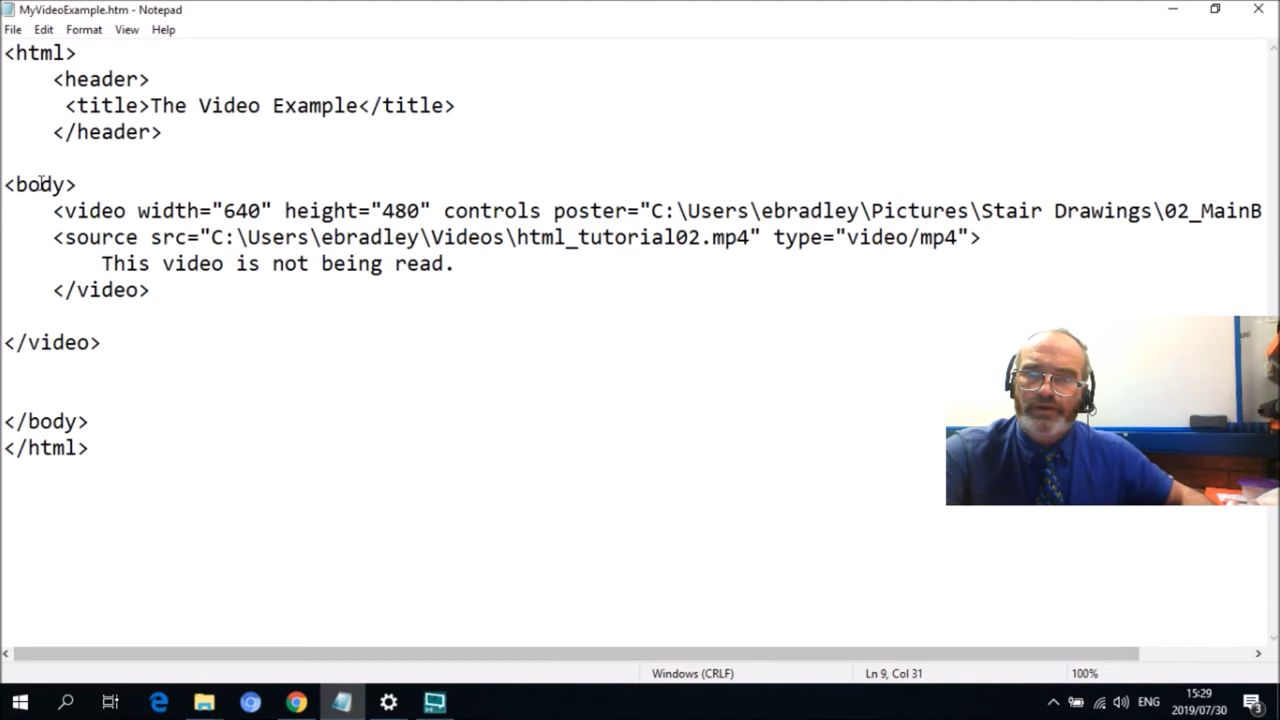 MyVideoExample.htm - Notepad
File Edit Format View Help
<html>
<header>
<title>The Video Example</title>
</header>
<body>
<video width="640" height="480" controls poster="C:\Users\ebradley\Pictures\Stair Drawings\02_MainB
<source src="C:\Users\ebradley\Videos\html_tutorial02.mp4" type="video/mp4">
This video is not being read.
</video>
</video>
</body>
</html>
Windows (CRLF) Ln 9, Col 31 100%
ENG 15:29
2019/07/30
3